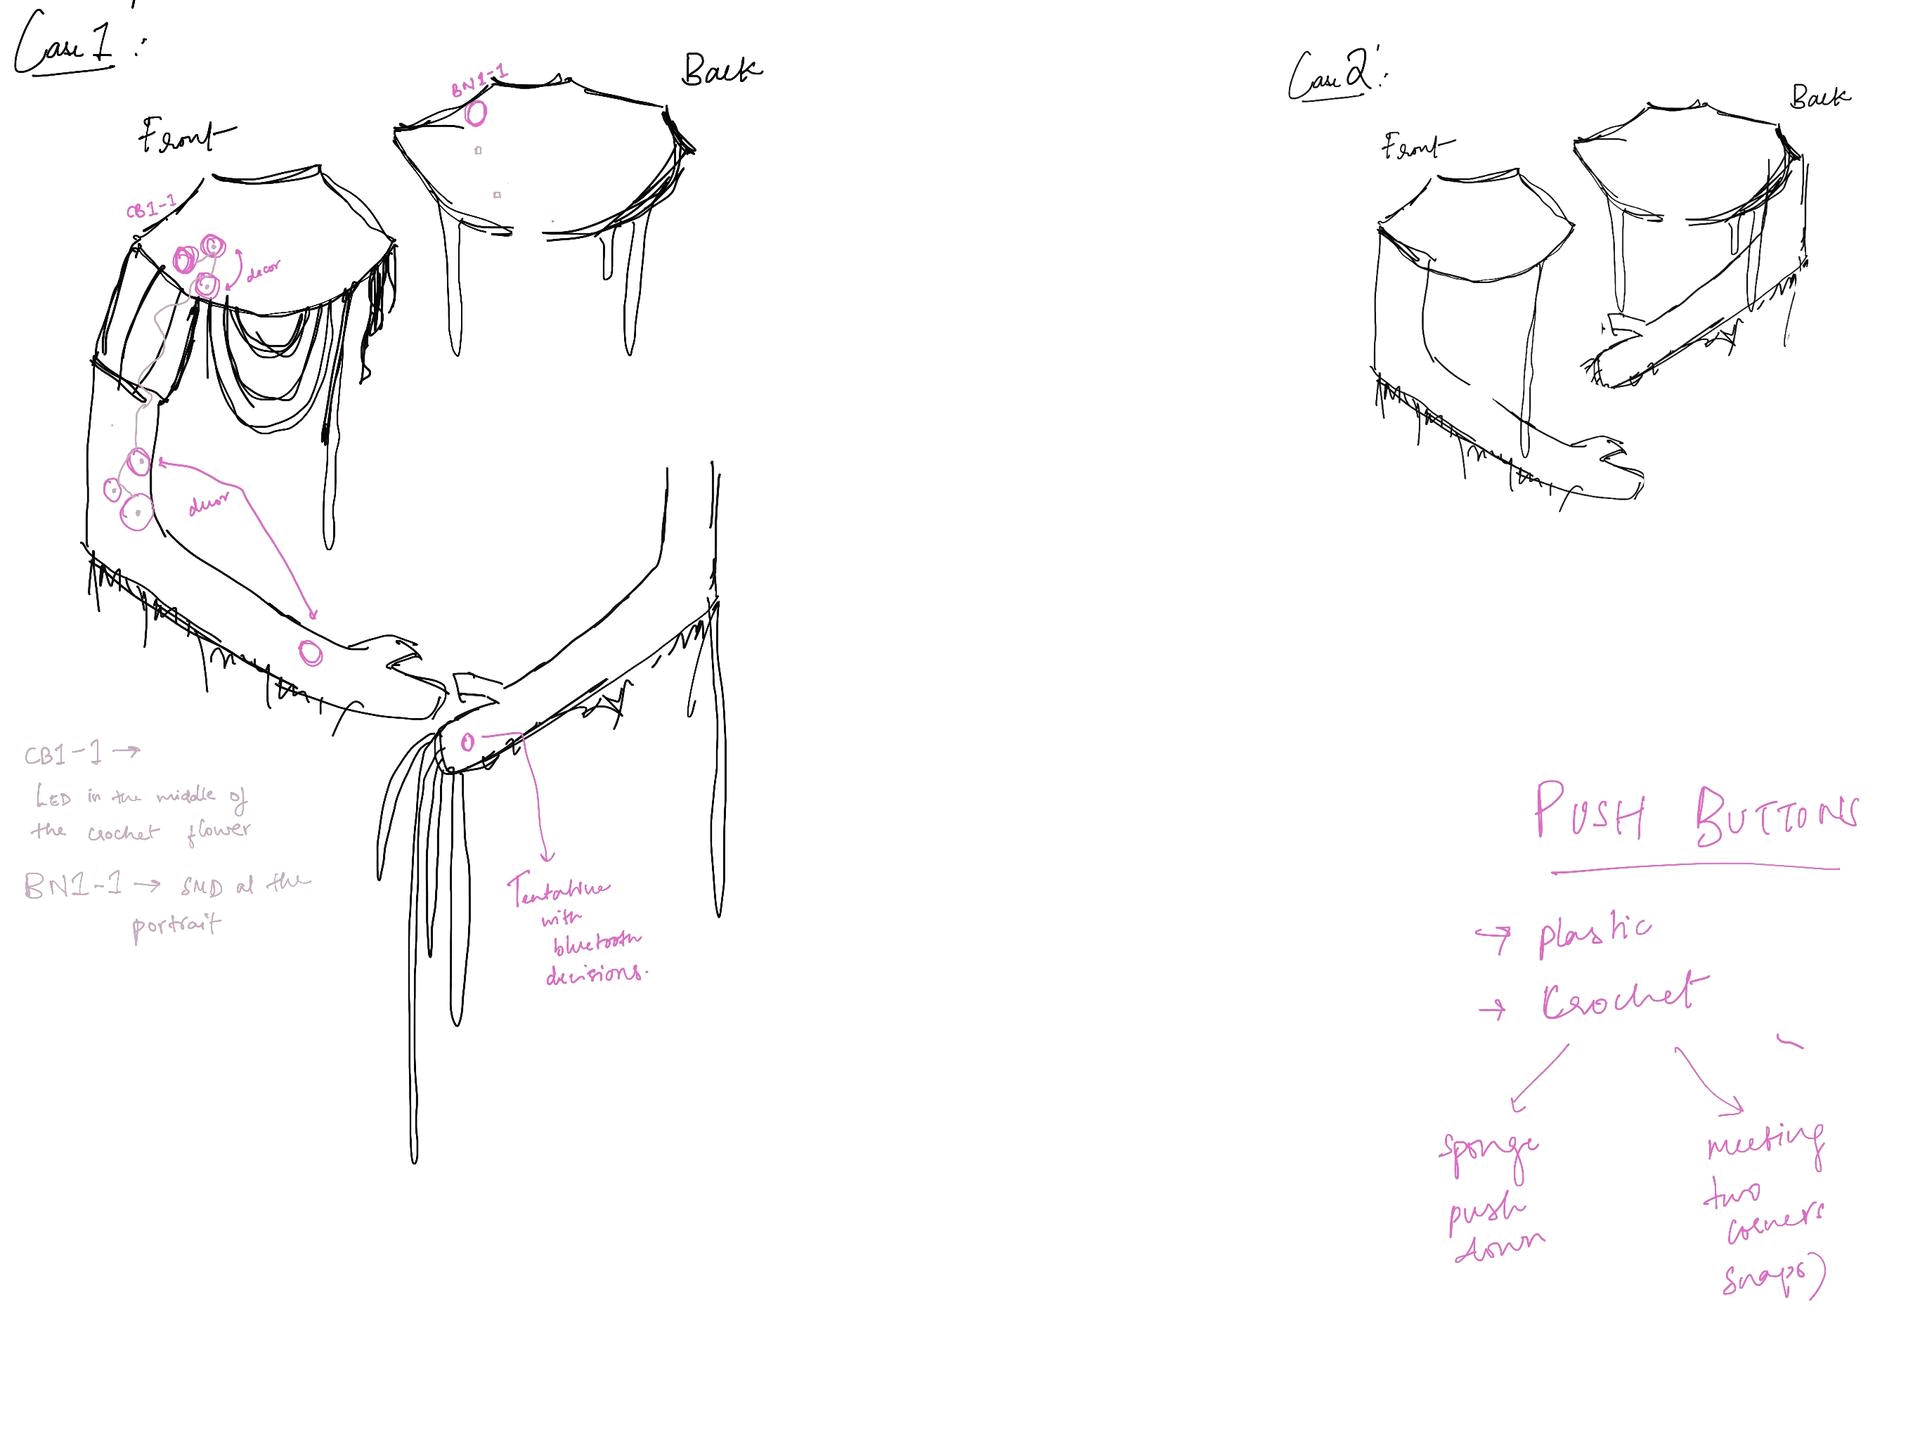 Case 1 :
Back
BN1-1
Front
CB1-1
decor
decor
CB1-1 →
LED in the middle of
the crochet flower
BN1-1 → SMD at the
portrait
Tentative
with
bluetooth
decisions.
Case 2 :
Back
Front
PUSH BUTTONS
→ plastic
→ Crochet
sponge
push
down
meeting
two
corners
snaps)